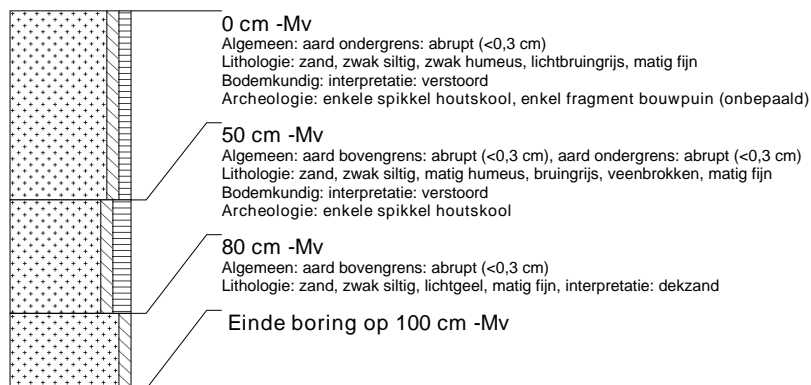 0 cm -Mv
Algemeen: aard ondergrens: abrupt (<0,3 cm)
Lithologie: zand, zwak siltig, zwak humeus, lichtbruingrijs, matig fijn
Bodemkundig: interpretatie: verstoord
Archeologie: enkele spikkel houtskool, enkel fragment bouwpuin (onbepaald)
50 cm -Mv
Algemeen: aard bovengrens: abrupt (<0,3 cm), aard ondergrens: abrupt (<0,3 cm)
Lithologie: zand, zwak siltig, matig humeus, bruingrijs, veenbrokken, matig fijn
Bodemkundig: interpretatie: verstoord
Archeologie: enkele spikkel houtskool
80 cm -Mv
Algemeen: aard bovengrens: abrupt (<0,3 cm)
Lithologie: zand, zwak siltig, lichtgeel, matig fijn, interpretatie: dekzand
Einde boring op 100 cm -Mv